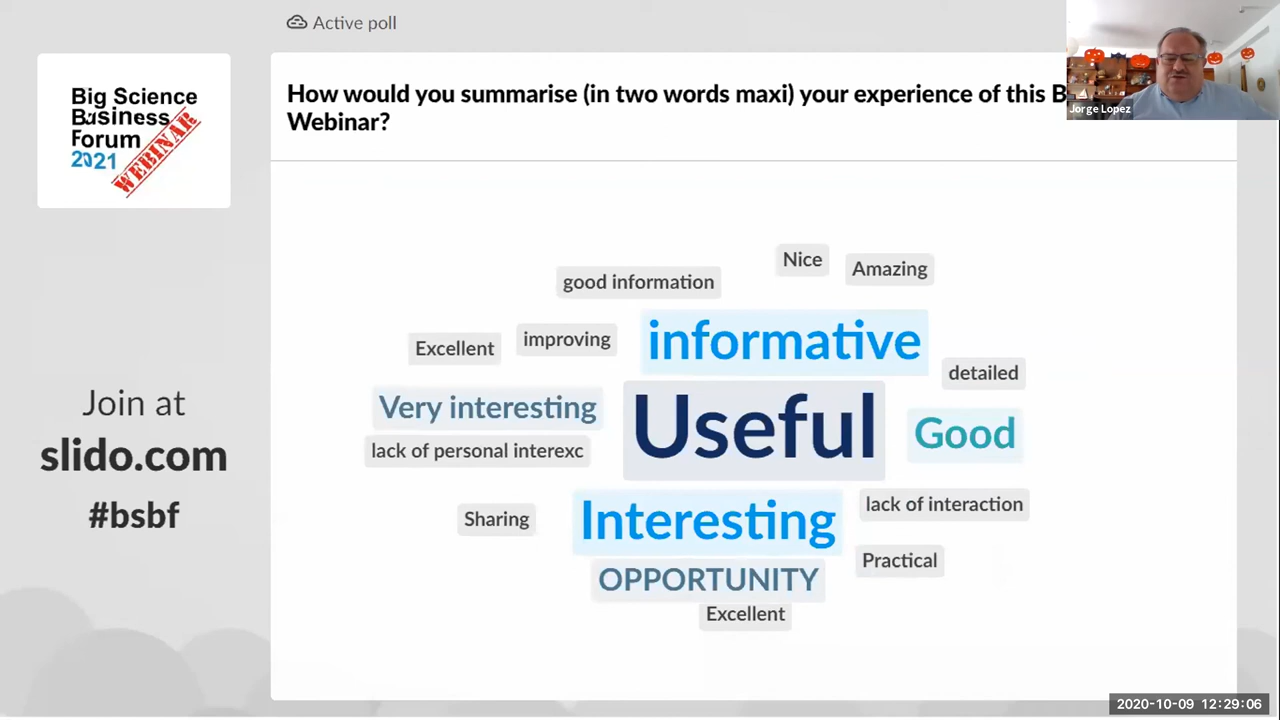 Active poll
Big Science
Business
Forum
2021
WEBINAR
How would you summarise (in two words maxi) your experience of this B
Webinar?
Jorge Lopez
Nice
Amazing
good information
informative
improving
Excellent
detailed
Very interesting
Useful
Good
lack of personal interexc
lack of interaction
Sharing
Interesting
Practical
OPPORTUNITY
Excellent
Join at
slido.com
#bsbf
2020-10-09 12:29:06